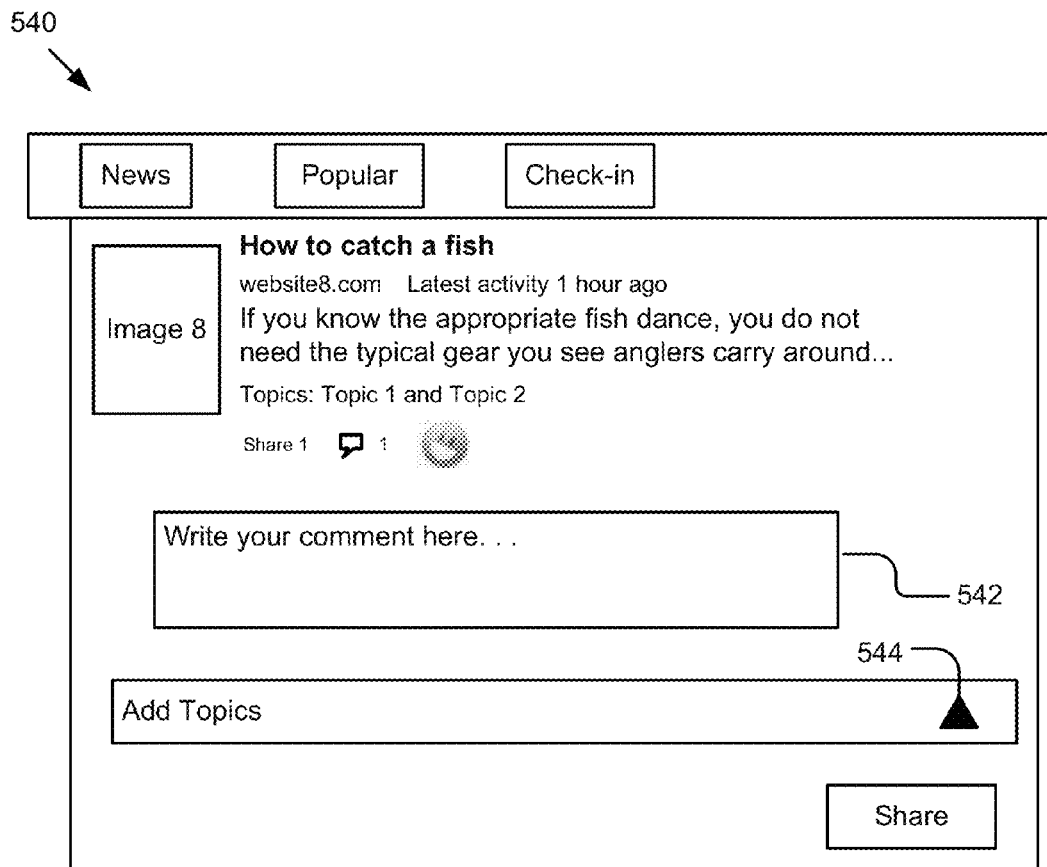 540
News Popular Check-in
How to catch a fish
website8.com Latest activity 1 hour ago
Image 8
If you know the appropriate fish dance, you do not
need the typical gear you see anglers carry around...
Topics: Topic 1 and Topic 2
Share 1 1
Write your comment here. . .
542
544
Add Topics
Share